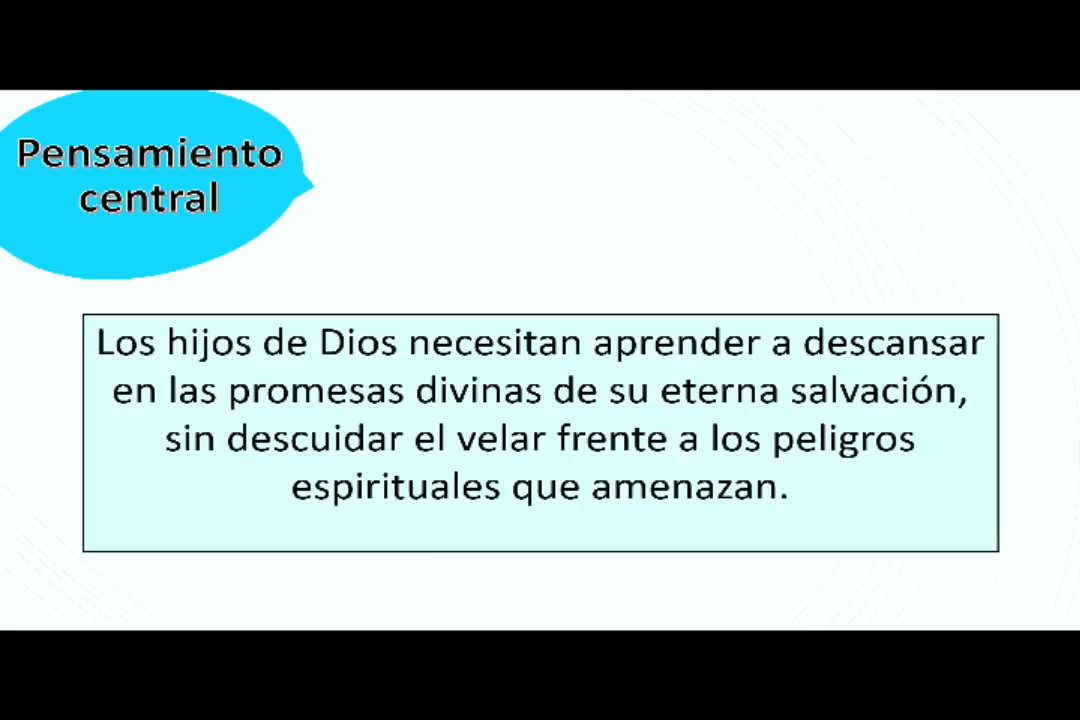 Pensamiento
central
Los hijos de Dios necesitan aprender a descansar
en las promesas divinas de su eterna salvación,
sin descuidar el velar frente a los peligros
espirituales que amenazan.